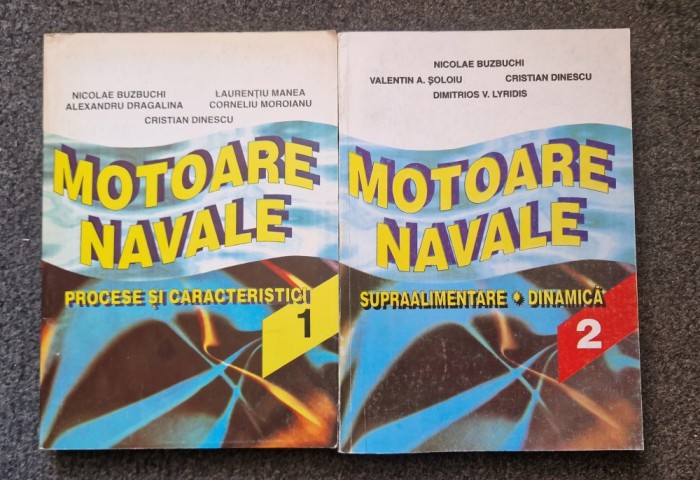 NICOLAE BUZBUCHI LAURENȚIU MANEA
ALEXANDRU DRAGALINA CORNELIU MOROIANU
CRISTIAN DINESCU
MOTOARE
NAVALE
PROCESE ȘI CARACTERISTICI
1
NICOLAE BUZBUCHI
VALENTIN A. ȘOLOIU CRISTIAN DINESCU
DIMITRIOS V. LYRIDIS
MOTOARE
NAVALE
SUPRAALIMENTARE • DINAMICĂ
2